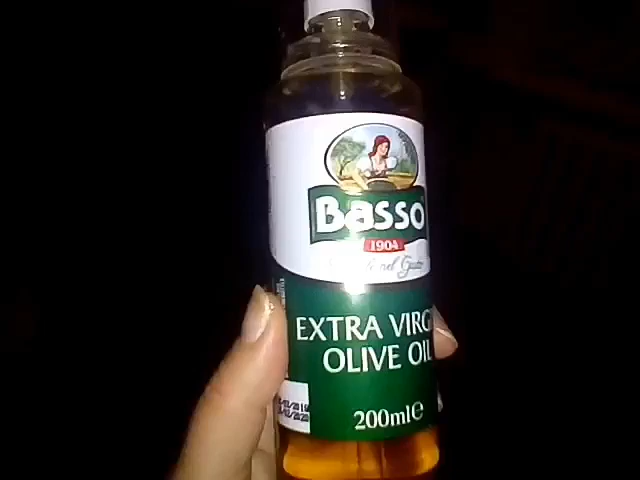 Basso
1904
EXTRA VIRG
OLIVE OIL
200ml℮